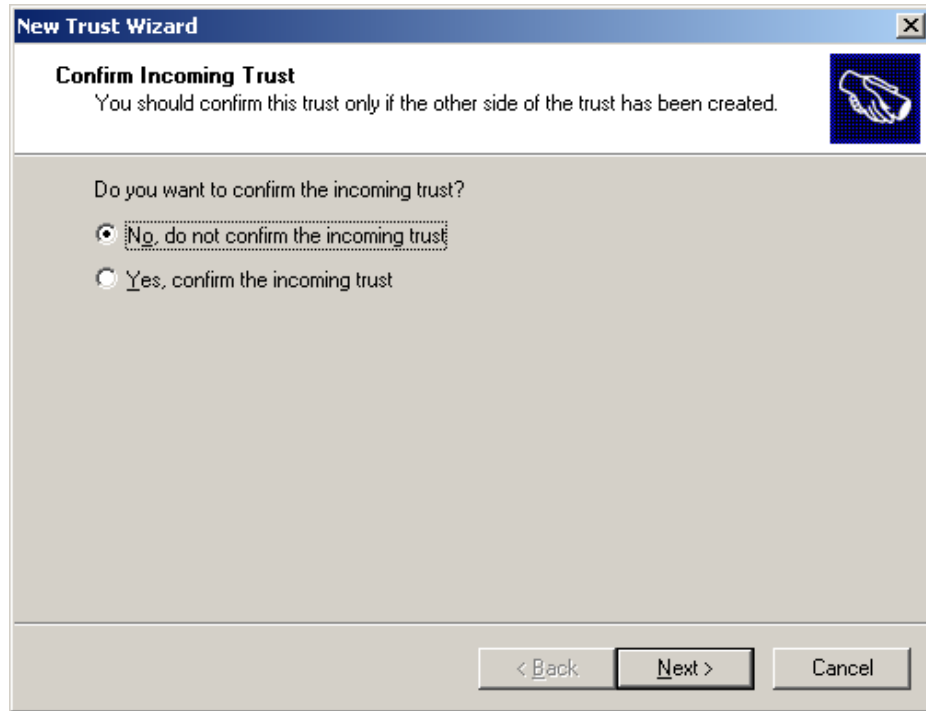 New Trust Wizard
Confirm Incoming Trust
You should confirm this trust only if the other side of the trust has been created.
Do you want to confirm the incoming trust?
No, do not confirm the incoming trust
Yes, confirm the incoming trust
< Back Next > Cancel